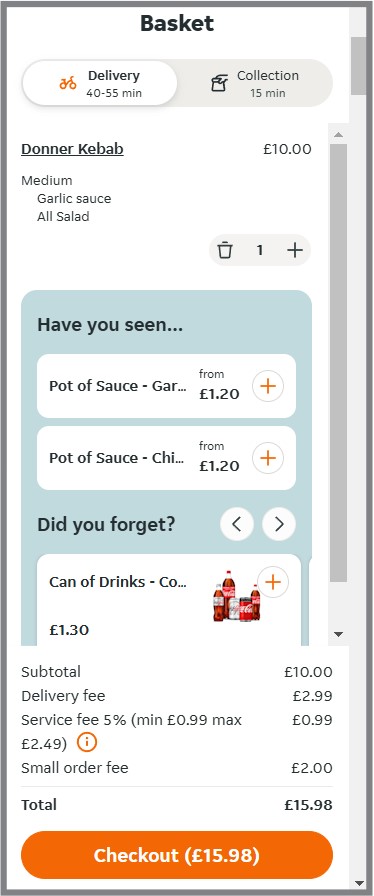 Basket
Delivery
40-55 min
Collection
15 min
Donner Kebab £10.00
Medium
Garlic sauce
All Salad
1
Have you seen...
from
Pot of Sauce - Gar... £1.20
from
Pot of Sauce - Chi... £1.20
Did you forget?
Can of Drinks - Co...
£1.30
Subtotal £10.00
Delivery fee £2.99
Service fee 5% (min £0.99 max £0.99
£2.49)
Small order fee £2.00
Total £15.98
Checkout (£15.98)